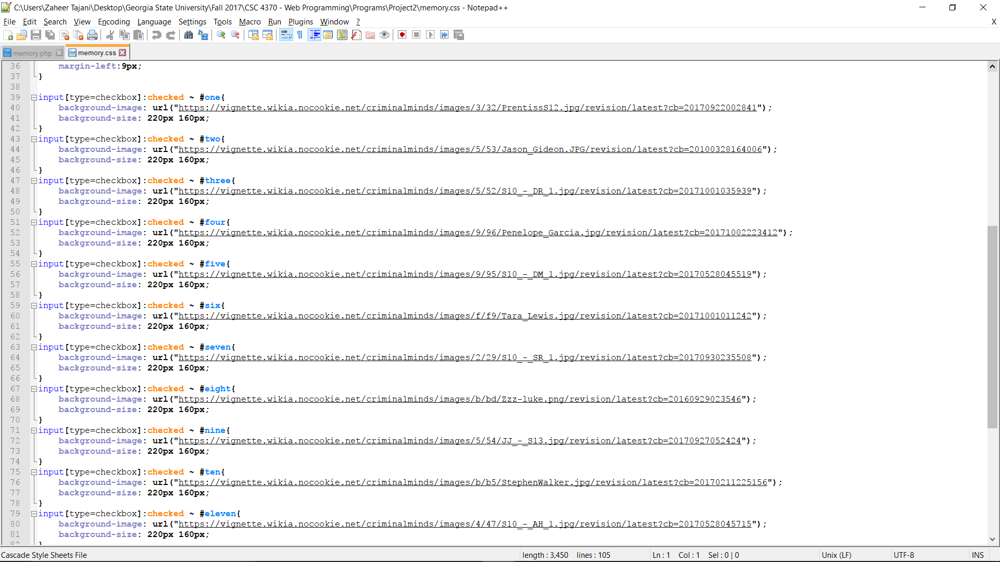 C:\Users\Zaheer Tajani\Desktop\Georgia State University\Fall 2017\CSC 4370 - Web Programming\Programs\Project2\memory.css - Notepad++
File Edit Search View Encoding Language Settings Tools Macro Run Plugins Window ? X
memory.php memory.css
36 margin-left:9px;
37 }
38
39 input[type=checkbox]:checked ~ #one{
40 background-image: url("https://vignette.wikia.nocookie.net/criminalminds/images/3/32/PrentissS12.jpg/revision/latest?cb=20170922002841");
41 background-size: 220px 160px;
42 }
43 input[type=checkbox]:checked ~ #two{
44 background-image: url("https://vignette.wikia.nocookie.net/criminalminds/images/5/53/Jason_Gideon.JPG/revision/latest?cb=20100328164006");
45 background-size: 220px 160px;
46 }
47 input[type=checkbox]:checked ~ #three{
48 background-image: url("https://vignette.wikia.nocookie.net/criminalminds/images/5/52/S10_-_DR_1.jpg/revision/latest?cb=20171001035939");
49 background-size: 220px 160px;
50 }
51 input[type=checkbox]:checked ~ #four{
52 background-image: url("https://vignette.wikia.nocookie.net/criminalminds/images/9/96/Penelope_Garcia.jpg/revision/latest?cb=20171002223412");
53 background-size: 220px 160px;
54 }
55 input[type=checkbox]:checked ~ #five{
56 background-image: url("https://vignette.wikia.nocookie.net/criminalminds/images/9/95/S10_-_DM_1.jpg/revision/latest?cb=20170528045519");
57 background-size: 220px 160px;
58 }
59 input[type=checkbox]:checked ~ #six{
60 background-image: url("https://vignette.wikia.nocookie.net/criminalminds/images/f/f9/Tara_Lewis.jpg/revision/latest?cb=20171001011242");
61 background-size: 220px 160px;
62 }
63 input[type=checkbox]:checked ~ #seven{
64 background-image: url("https://vignette.wikia.nocookie.net/criminalminds/images/2/29/S10_-_SR_1.jpg/revision/latest?cb=20170930235508");
65 background-size: 220px 160px;
66 }
67 input[type=checkbox]:checked ~ #eight{
68 background-image: url("https://vignette.wikia.nocookie.net/criminalminds/images/b/bd/Zzz-luke.png/revision/latest?cb=20160929023546");
69 background-size: 220px 160px;
70 }
71 input[type=checkbox]:checked ~ #nine{
72 background-image: url("https://vignette.wikia.nocookie.net/criminalminds/images/5/54/JJ_-_S13.jpg/revision/latest?cb=20170927052424");
73 background-size: 220px 160px;
74 }
75 input[type=checkbox]:checked ~ #ten{
76 background-image: url("https://vignette.wikia.nocookie.net/criminalminds/images/b/b5/StephenWalker.jpg/revision/latest?cb=20170211225156");
77 background-size: 220px 160px;
78 }
79 input[type=checkbox]:checked ~ #eleven{
80 background-image: url("https://vignette.wikia.nocookie.net/criminalminds/images/4/47/S10_-_AH_1.jpg/revision/latest?cb=20170528045715");
81 background-size: 220px 160px;
82 }
Cascade Style Sheets File length : 3,450 lines : 105 Ln : 1 Col : 1 Sel : 0 | 0 Unix (LF) UTF-8 INS